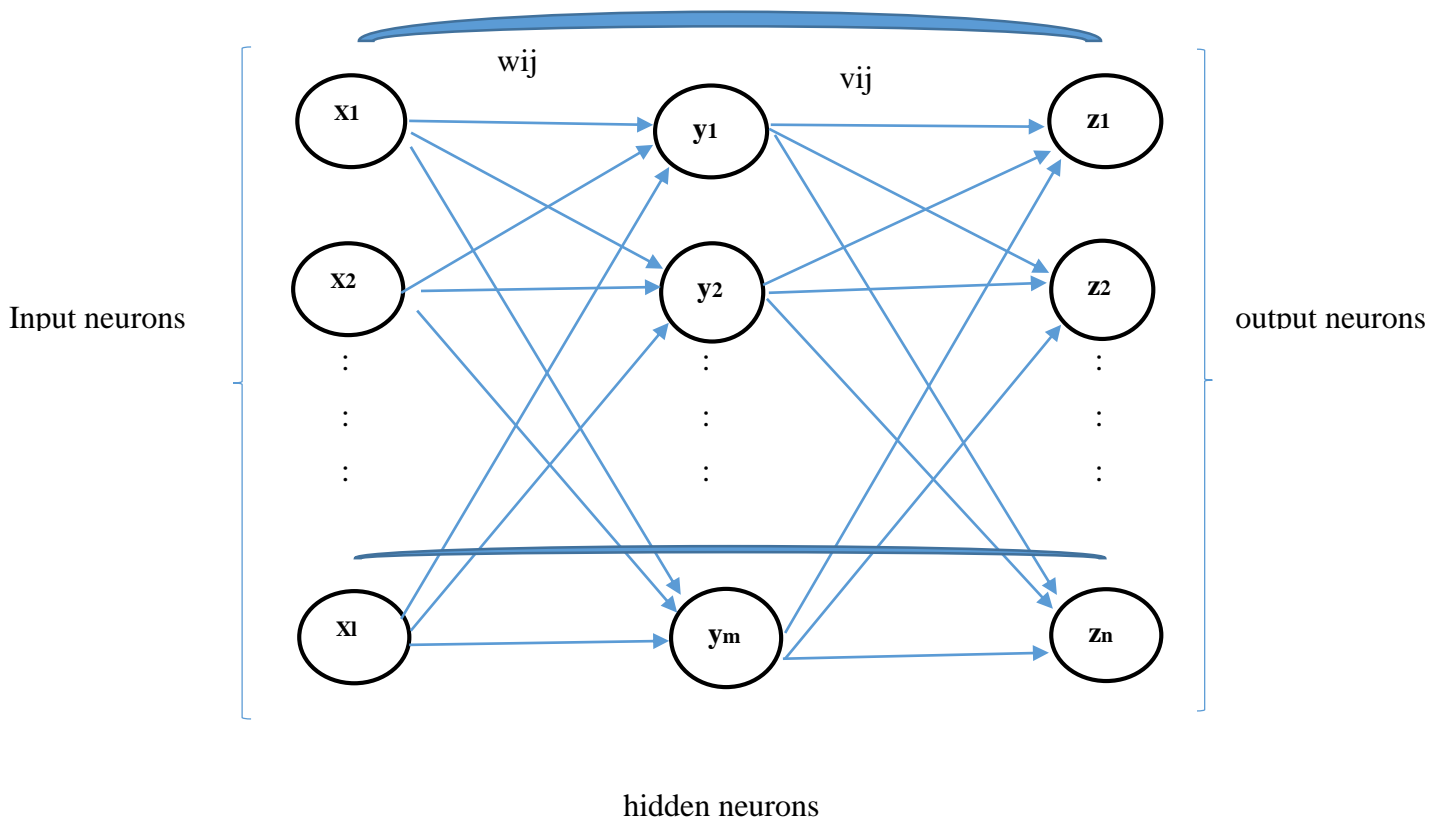 wij
vij
x1
y1
z1
x2
y2
z2
Input neurons
output neurons
:
:
:
:
:
:
:
:
:
xl
ym
zn
hidden neurons